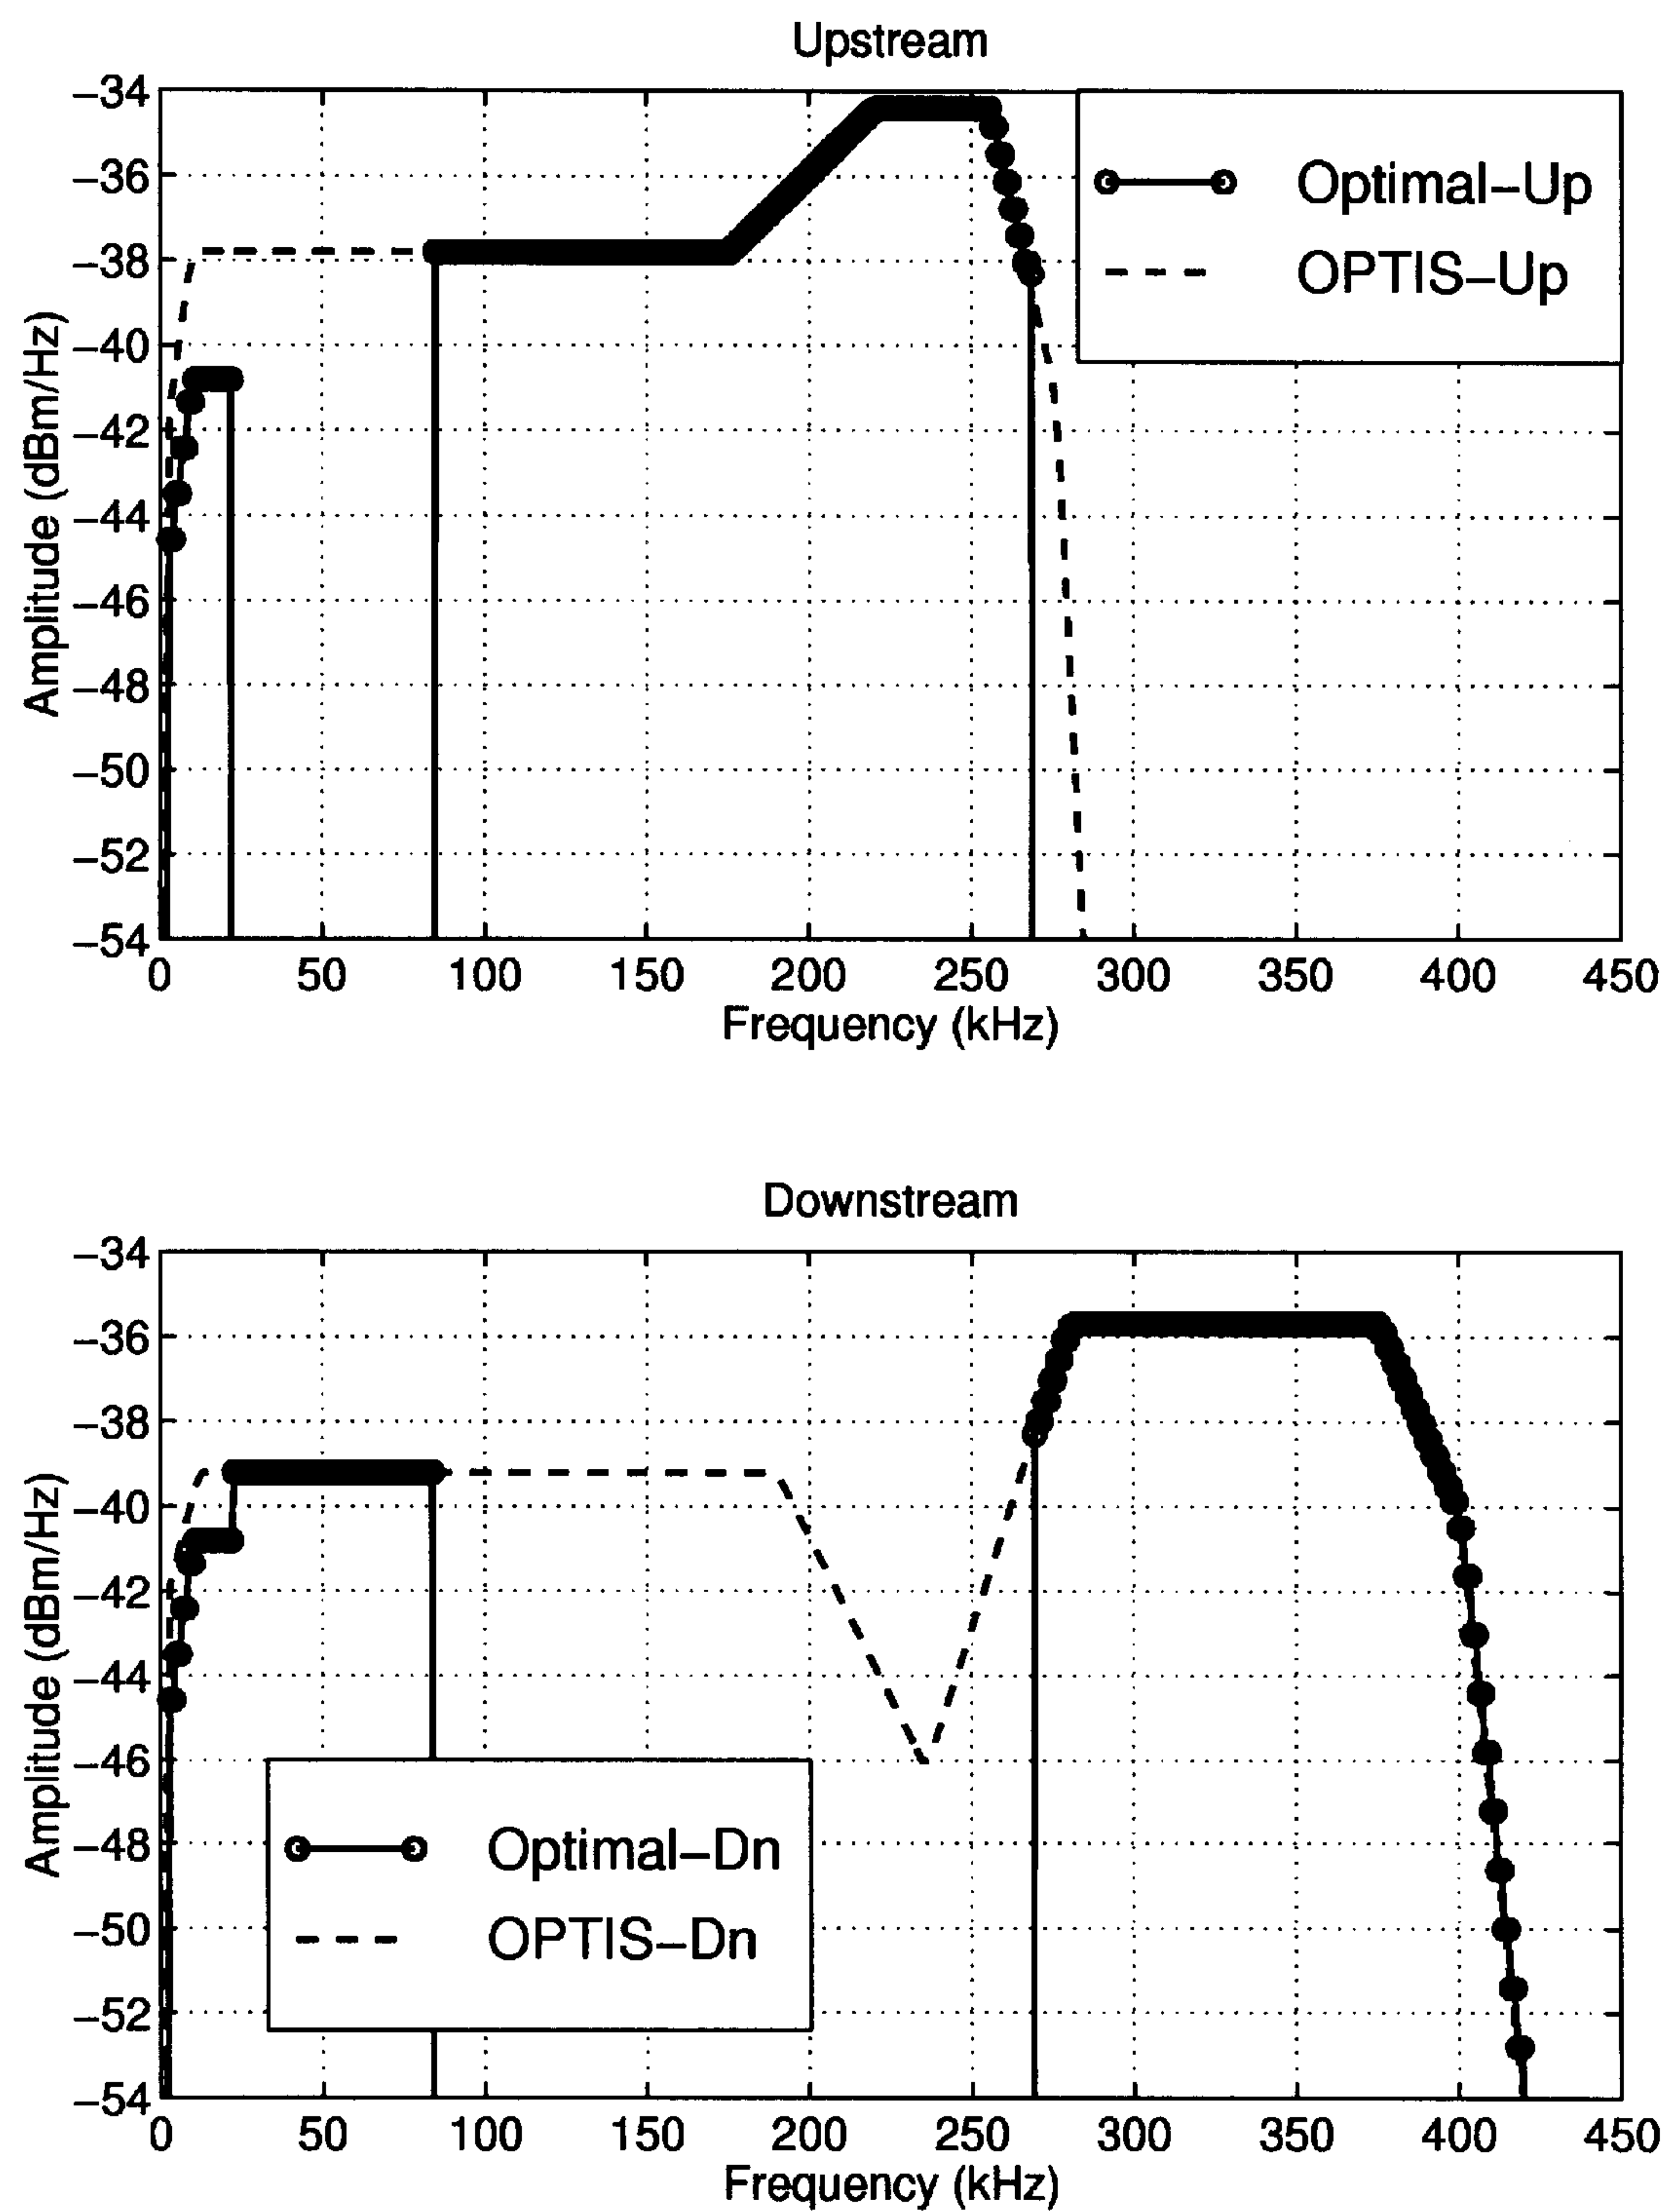 Upstream
−34
−36
−38
−40
−42
−44
−46
−48
−50
−52
−54
Amplitude (dBm/Hz)
Optimal−Up
OPTIS−Up
0 50 100 150 200 250 300 350 400 450
Frequency (kHz)
Downstream
−34
−36
−38
−40
−42
−44
−46
−48
−50
−52
−54
Amplitude (dBm/Hz)
Optimal−Dn
OPTIS−Dn
0 50 100 150 200 250 300 350 400 450
Frequency (kHz)